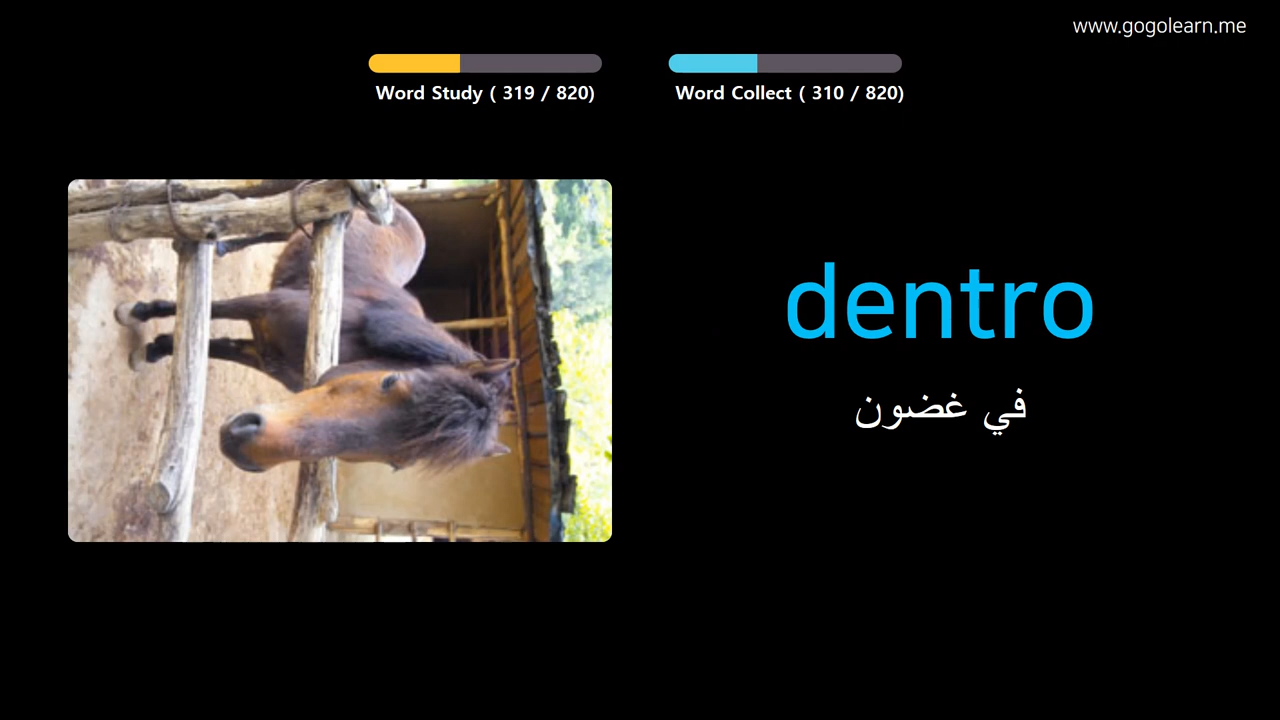 www.gogolearn.me
Word Study ( 319 / 820)
Word Collect ( 310 / 820)
dentro
في غضون